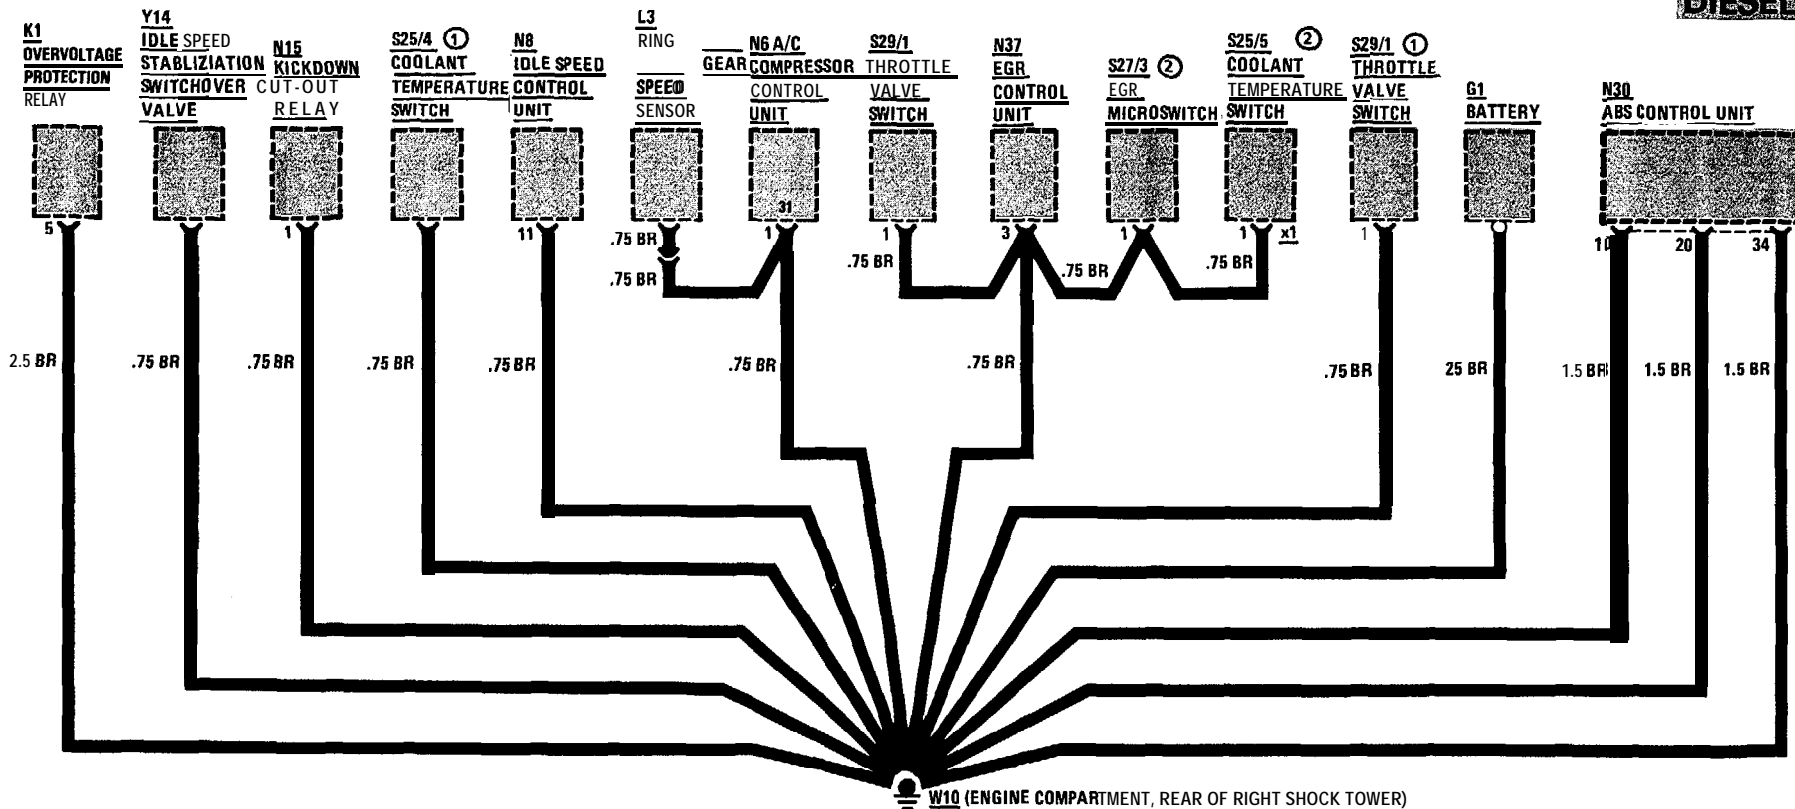 DIESEL
K1
OVERVOLTAGE
PROTECTION
RELAY
Y14
IDLE SPEED
STABLIZIATION
SWITCHOVER
VALVE
N15
KICKDOWN
CUT-OUT
RELAY
S25/4 ①
COOLANT
TEMPERATURE
SWITCH
N8
IDLE SPEED
CONTROL
UNIT
L3
RING
GEAR
SPEED
SENSOR
N6 A/C
COMPRESSOR
CONTROL
UNIT
S29/1
THROTTLE
VALVE
SWITCH
N37
EGR
CONTROL
UNIT
S27/3 ②
EGR
MICROSWITCH
S25/5 ②
COOLANT
TEMPERATURE
SWITCH
S29/1 ①
THROTTLE
VALVE
SWITCH
G1
BATTERY
N30
ABS CONTROL UNIT
31
5
1
11
1
1
3
1
1 x1
1
10
20
34
.75 BR
.75 BR
.75 BR
.75 BR
.75 BR
2.5 BR
.75 BR
.75 BR
.75 BR
.75 BR
.75 BR
.75 BR
.75 BR
25 BR
1.5 BR
1.5 BR
1.5 BR
W10 (ENGINE COMPARTMENT, REAR OF RIGHT SHOCK TOWER)